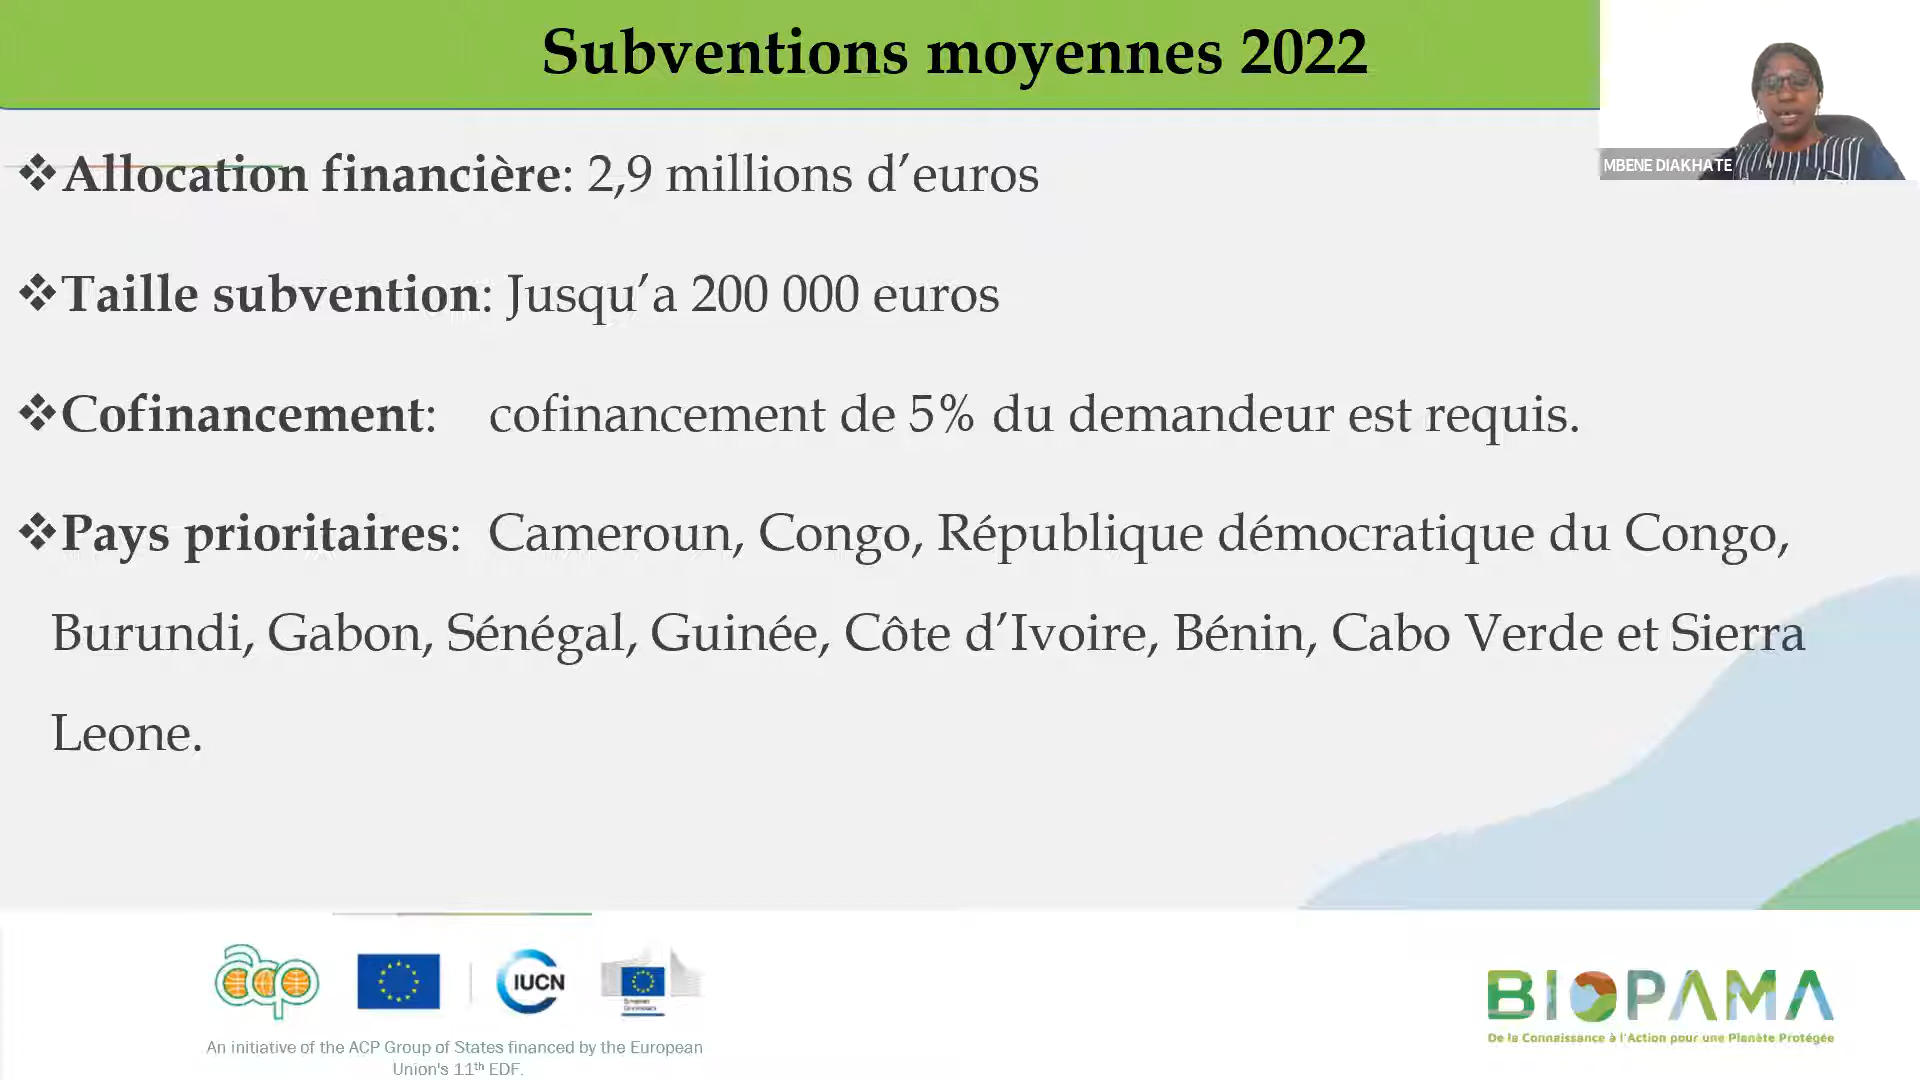 Subventions moyennes 2022
MBENE DIAKHATE
❖Allocation financière: 2,9 millions d’euros
❖Taille subvention: Jusqu’a 200 000 euros
❖Cofinancement: cofinancement de 5% du demandeur est requis.
❖Pays prioritaires: Cameroun, Congo, République démocratique du Congo,
Burundi, Gabon, Sénégal, Guinée, Côte d’Ivoire, Bénin, Cabo Verde et Sierra
Leone.
acp
IUCN
European
Commission
An initiative of the ACP Group of States financed by the European
Union's 11th EDF.
BIOPAMA
De la Connaissance à l'Action pour une Planète Protégée